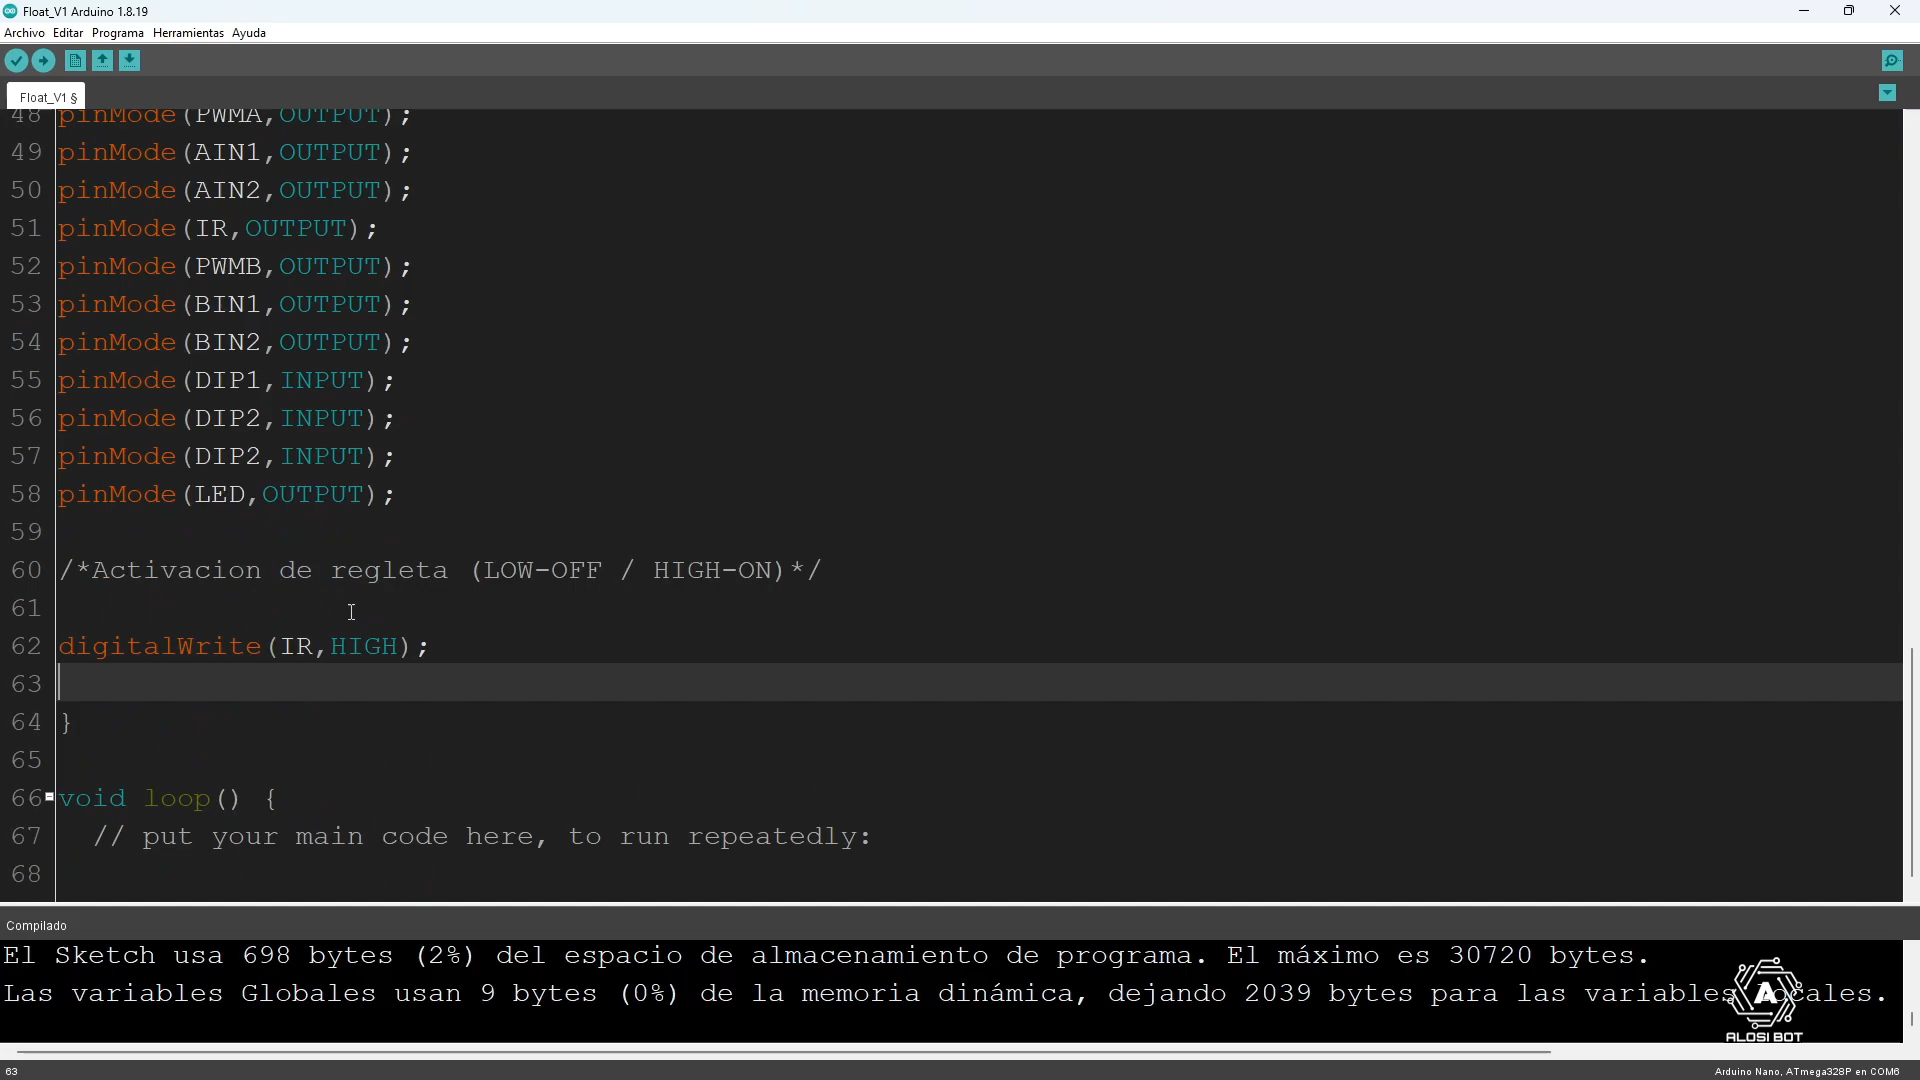 Float_V1 Arduino 1.8.19
Archivo Editar Programa Herramientas Ayuda
Float_V1 §
48 pinMode(PWMA,OUTPUT);
49 pinMode(AIN1,OUTPUT);
50 pinMode(AIN2,OUTPUT);
51 pinMode(IR,OUTPUT);
52 pinMode(PWMB,OUTPUT);
53 pinMode(BIN1,OUTPUT);
54 pinMode(BIN2,OUTPUT);
55 pinMode(DIP1,INPUT);
56 pinMode(DIP2,INPUT);
57 pinMode(DIP2,INPUT);
58 pinMode(LED,OUTPUT);
59
60 /*Activacion de regleta (LOW-OFF / HIGH-ON)*/
61
62 digitalWrite(IR,HIGH);
63
64 }
65
66 void loop() {
67 // put your main code here, to run repeatedly:
68
Compilado
El Sketch usa 698 bytes (2%) del espacio de almacenamiento de programa. El máximo es 30720 bytes.
Las variables Globales usan 9 bytes (0%) de la memoria dinámica, dejando 2039 bytes para las variables locales.
A
ALOSI BOT
63
Arduino Nano, ATmega328P en COM6